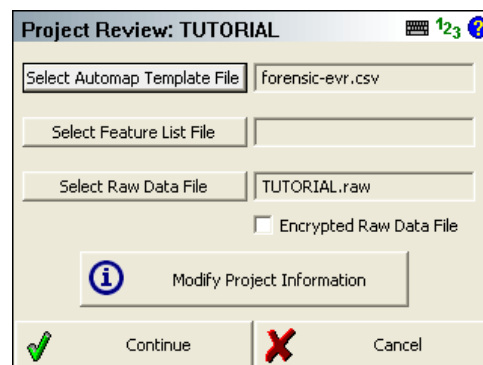 Project Review: TUTORIAL 123 ?
Select Automap Template File forensic-evr.csv
Select Feature List File
Select Raw Data File TUTORIAL.raw
Encrypted Raw Data File
i Modify Project Information
Continue Cancel